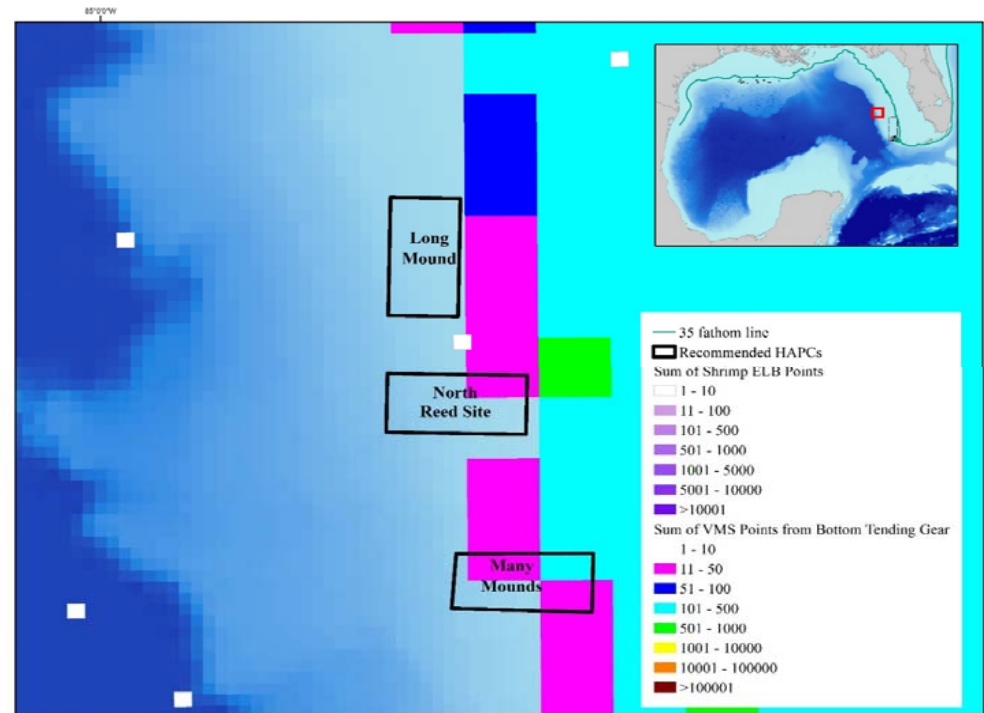 85°0'0"W
Long
Mound
North
Reed Site
Many
Mounds
35 fathom line
Recommended HAPCs
Sum of Shrimp ELB Points
1 - 10
11 - 100
101 - 500
501 - 1000
1001 - 5000
5001 - 10000
>10001
Sum of VMS Points from Bottom Tending Gear
1 - 10
11 - 50
51 - 100
101 - 500
501 - 1000
1001 - 10000
10001 - 100000
>100001